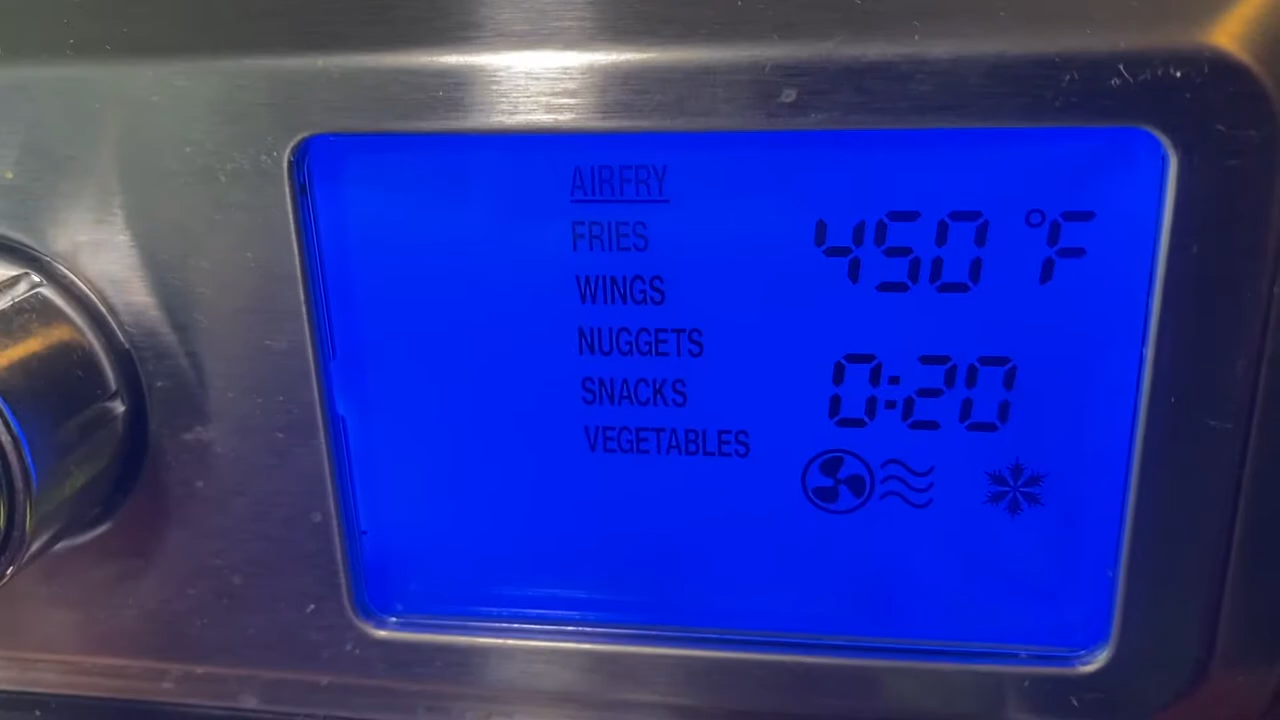 AIRFRY
FRIES
WINGS
NUGGETS
SNACKS
VEGETABLES
450 °F
0:20